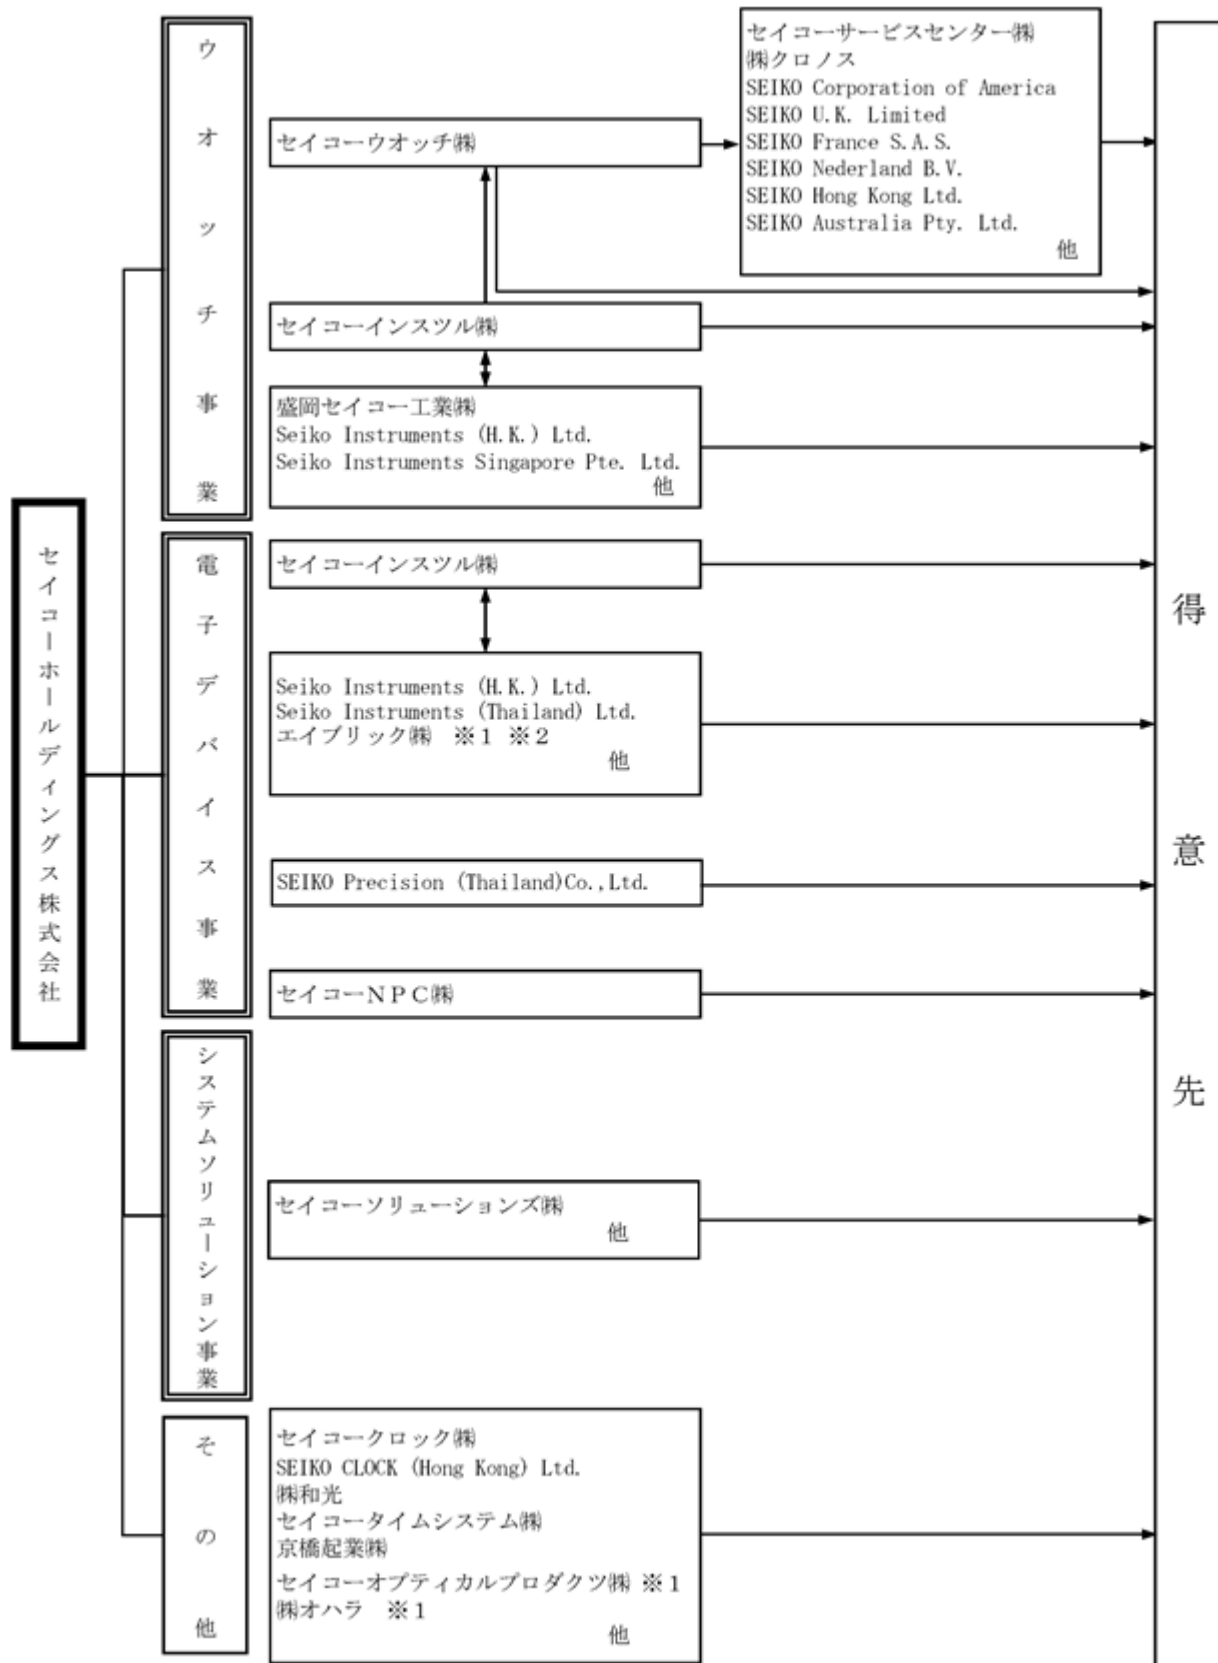 セイコーホールディングス株式会社
ウオッチ事業
セイコーウオッチ㈱
セイコーサービスセンター㈱
㈱クロノス
SEIKO Corporation of America
SEIKO U.K. Limited
SEIKO France S.A.S.
SEIKO Nederland B.V.
SEIKO Hong Kong Ltd.
SEIKO Australia Pty. Ltd.
他
セイコーインスツル㈱
盛岡セイコー工業㈱
Seiko Instruments (H.K.) Ltd.
Seiko Instruments Singapore Pte. Ltd.
他
電子デバイス事業
セイコーインスツル㈱
Seiko Instruments (H.K.) Ltd.
Seiko Instruments (Thailand) Ltd.
エイブリック㈱ ※1 ※2
他
SEIKO Precision (Thailand)Co.,Ltd.
セイコーNPC㈱
システムソリューション事業
セイコーソリューションズ㈱
他
その他
セイコークロック㈱
SEIKO CLOCK (Hong Kong) Ltd.
㈱和光
セイコータイムシステム㈱
京橋起業㈱
セイコーオプティカルプロダクツ㈱ ※1
㈱オハラ ※1
他
得意先